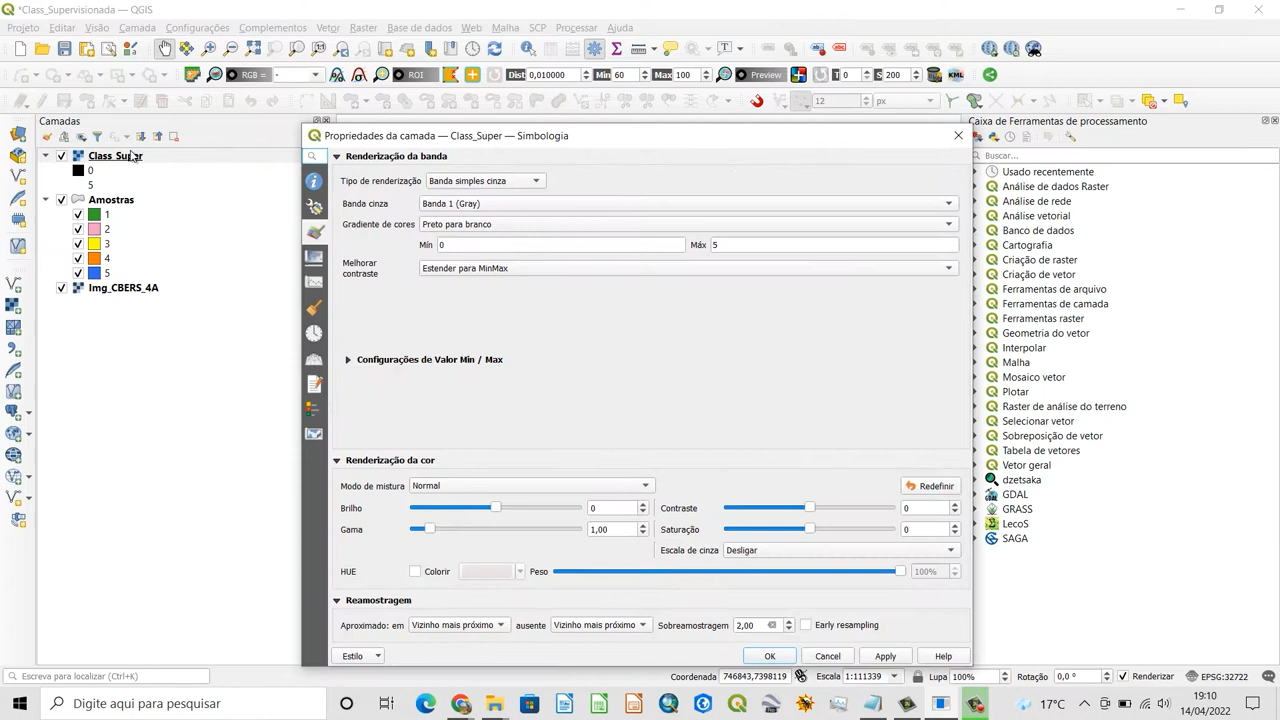 *Class_Supervisionada — QGIS
Projeto Editar Visão Camada Configurações Complementos Vetor Raster Base de dados Web Malha SCP Processar Ajuda
RGB = - ROI Dist 0,010000 Min 60 Max 100 Preview T 0 S 200 KML
12 px
Camadas
Class_Super
0
5
Amostras
1
2
3
4
5
Img_CBERS_4A
Propriedades da camada — Class_Super — Simbologia
Renderização da banda
Tipo de renderização Banda simples cinza
Banda cinza Banda 1 (Gray)
Gradiente de cores Preto para branco
Mín 0 Máx 5
Melhorar contraste Estender para MinMax
Configurações de Valor Min / Max
Renderização da cor
Modo de mistura Normal Redefinir
Brilho 0 Contraste 0
Gama 1,00 Saturação 0
Escala de cinza Desligar
HUE Colorir Peso 100%
Reamostragem
Aproximado: em Vizinho mais próximo ausente Vizinho mais próximo Sobreamostragem 2,00 Early resampling
Estilo OK Cancel Apply Help
Caixa de Ferramentas de processamento
Buscar...
Usado recentemente
Análise de dados Raster
Análise de rede
Análise vetorial
Banco de dados
Cartografia
Criação de raster
Criação de vetor
Ferramentas de arquivo
Ferramentas de camada
Ferramentas raster
Geometria do vetor
Interpolar
Malha
Mosaico vetor
Plotar
Raster de análise do terreno
Selecionar vetor
Sobreposição de vetor
Tabela de vetores
Vetor geral
dzetsaka
GDAL
GRASS
LecoS
SAGA
Escreva para localizar (Ctrl+K) Coordenada 746843,7398119 Escala 1:111339 Lupa 100% Rotação 0,0 ° Renderizar EPSG:32722
Digite aqui para pesquisar 17°C 19:10
14/04/2022